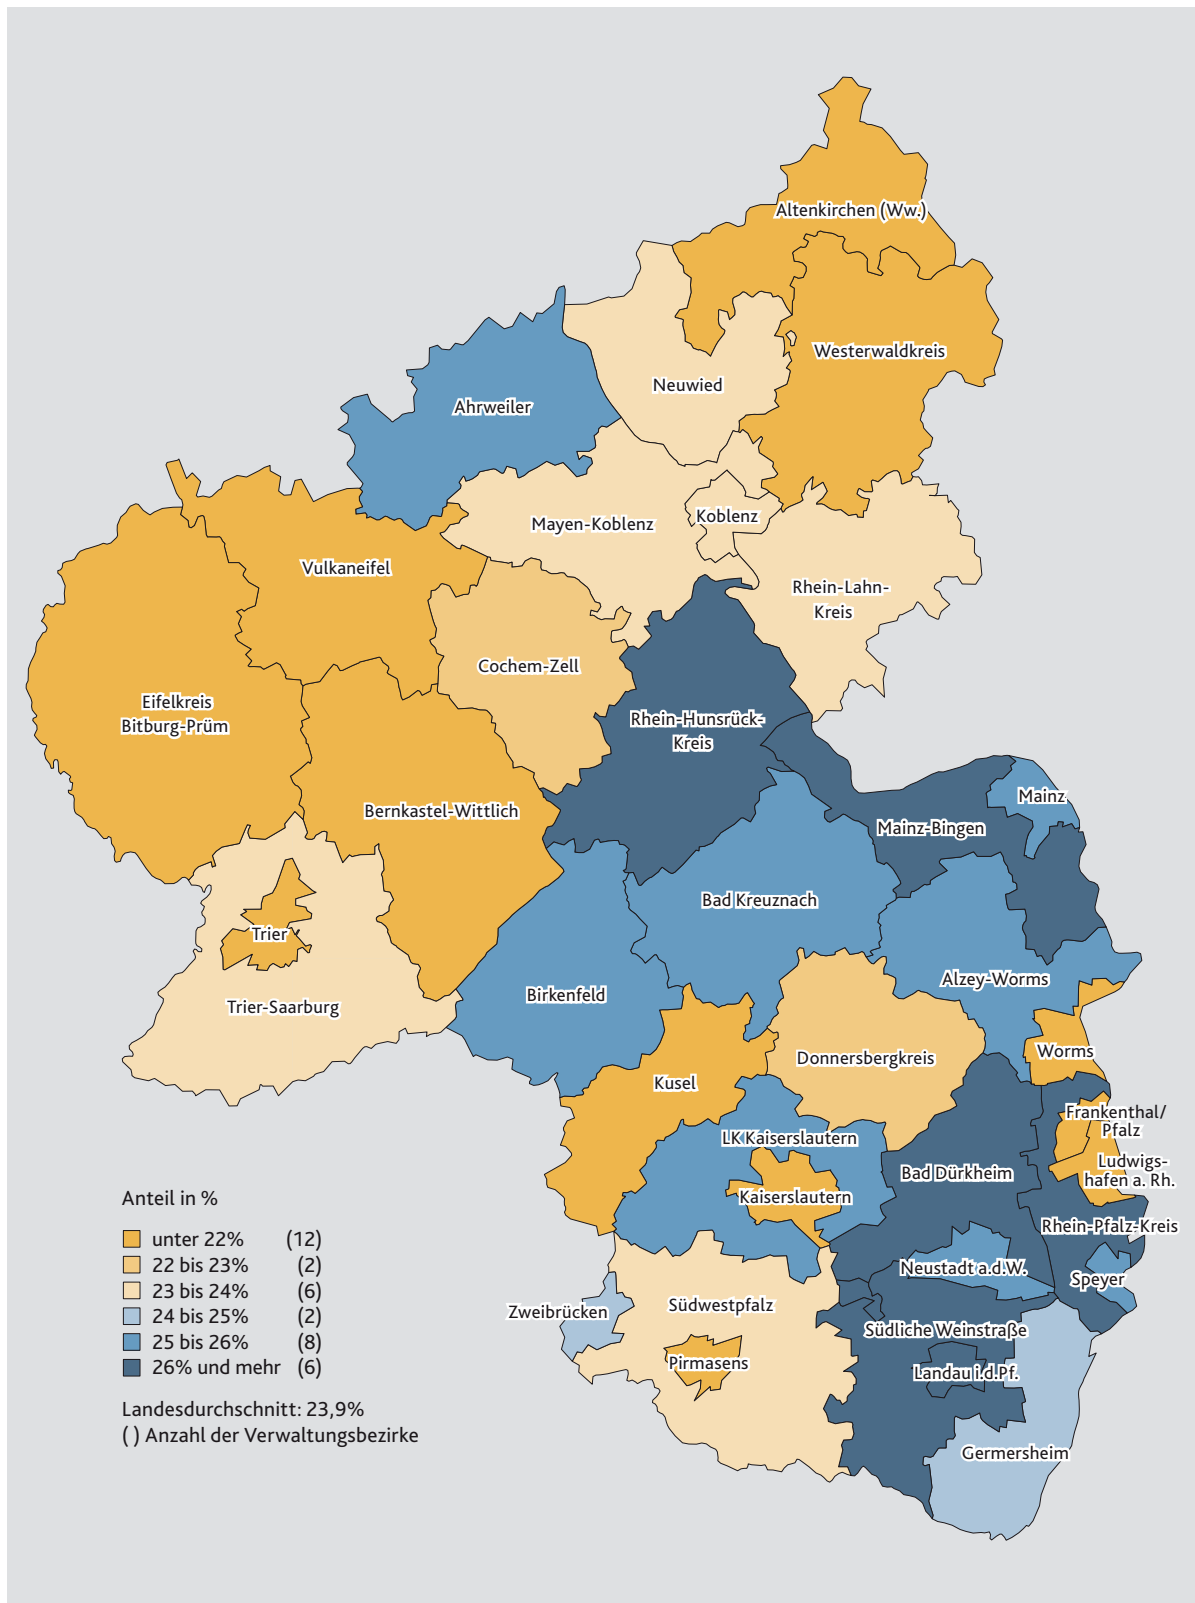 Altenkirchen (Ww.)
Westerwaldkreis
Neuwied
Ahrweiler
Koblenz
Mayen-Koblenz
Vulkaneifel
Rhein-Lahn-
Kreis
Cochem-Zell
Eifelkreis
Bitburg-Prüm
Rhein-Hunsrück-
Kreis
Mainz
Bernkastel-Wittlich
Mainz-Bingen
Bad Kreuznach
Trier
Alzey-Worms
Birkenfeld
Trier-Saarburg
Worms
Donnersbergkreis
Kusel
Frankenthal/
Pfalz
LK Kaiserslautern
Ludwigs-
hafen a. Rh.
Bad Dürkheim
Kaiserslautern
Rhein-Pfalz-Kreis
Neustadt a.d.W.
Speyer
Zweibrücken
Südwestpfalz
Südliche Weinstraße
Pirmasens
Landau i.d.Pf.
Germersheim
Anteil in %
unter 22% (12)
22 bis 23% (2)
23 bis 24% (6)
24 bis 25% (2)
25 bis 26% (8)
26% und mehr (6)
Landesdurchschnitt: 23,9%
( ) Anzahl der Verwaltungsbezirke